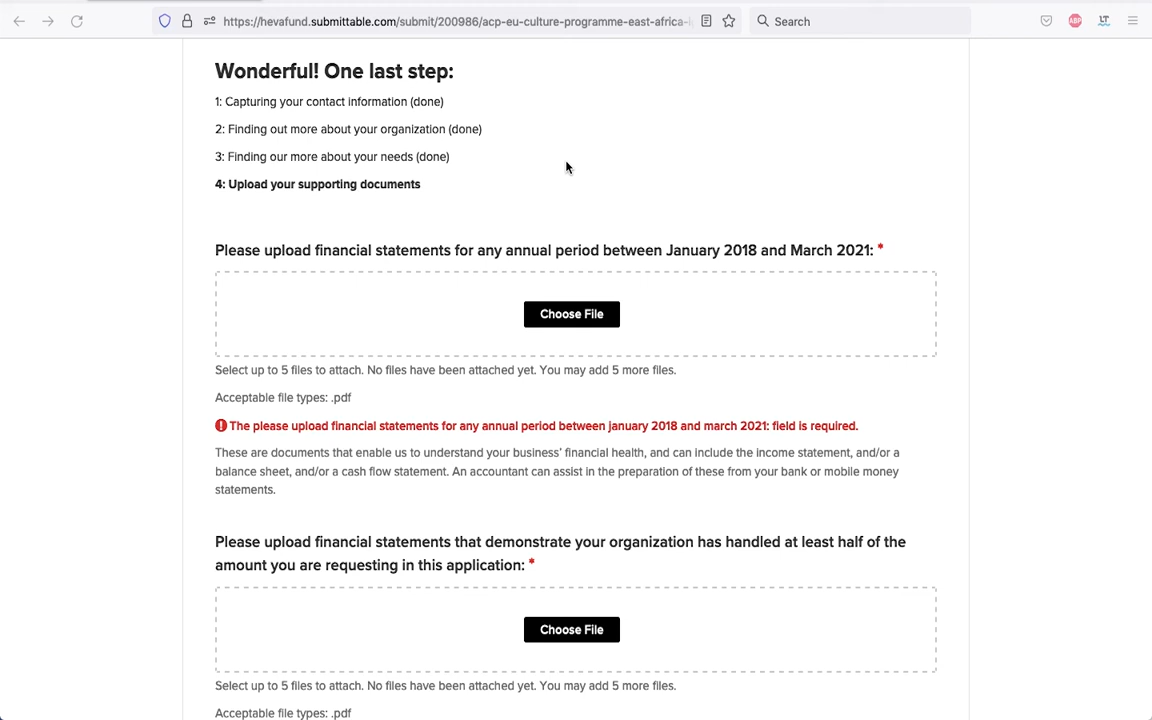 https://hevafund.submittable.com/submit/200986/acp-eu-culture-programme-east-africa-i
Search
ABP
LT
Wonderful! One last step:
1: Capturing your contact information (done)
2: Finding out more about your organization (done)
3: Finding our more about your needs (done)
4: Upload your supporting documents
Please upload financial statements for any annual period between January 2018 and March 2021: *
Choose File
Select up to 5 files to attach. No files have been attached yet. You may add 5 more files.
Acceptable file types: .pdf
The please upload financial statements for any annual period between january 2018 and march 2021: field is required.
These are documents that enable us to understand your business' financial health, and can include the income statement, and/or a
balance sheet, and/or a cash flow statement. An accountant can assist in the preparation of these from your bank or mobile money
statements.
Please upload financial statements that demonstrate your organization has handled at least half of the
amount you are requesting in this application: *
Choose File
Select up to 5 files to attach. No files have been attached yet. You may add 5 more files.
Acceptable file types: .pdf